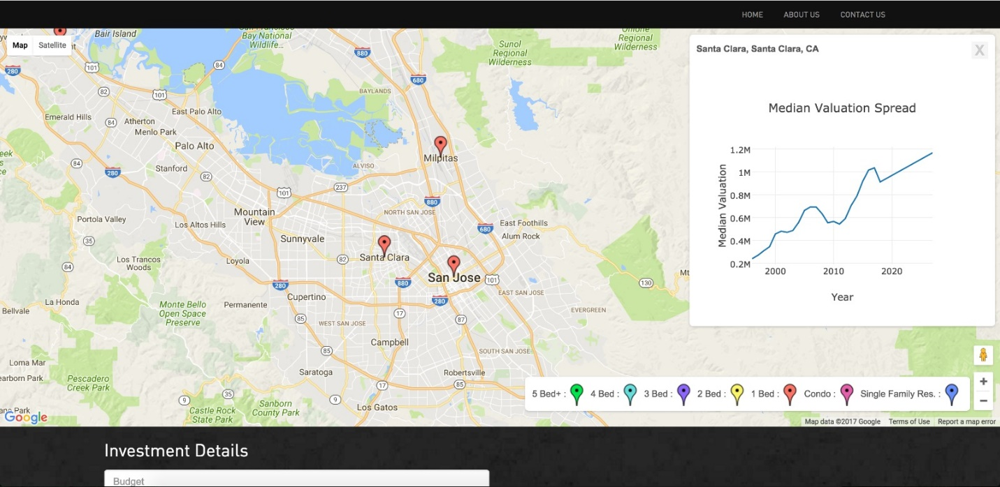 HOME ABOUT US CONTACT US
Map Satellite
Bair Island
Bay National
Wildlife...
Sunol
Regional
Wilderness
Regional
Wilderness
280
101
84
880
680
82
101
BAYLANDS
East Palo Alto
Emerald Hills
84
Atherton
Menlo Park
Palo Alto
Milpitas
84
Stanford
280
82
ALVISO
237
101
880
Mountain
View
NORTH SAN JOSE
Portola Valley
Los Altos Hills
East Foothills
680
Alum Rock
35
Sunnyvale
Los Trancos
Woods
Loyola
82
Santa Clara
84
280
880
San Jose
101
130
Mt
La Honda
Cupertino
280
EAST SAN JOSE
Bellvale
Monte Bello
Open Space
Preserve
Permanente
85
17
87
EVERGREEN
WEST SAN JOSE
Campbell
85
SOUTH SAN JOSE
Loma Mar
Pescadero
Creek Park
Saratoga
Robertsville
17
85
35
9
9
Sanborn
County Park
Castle Rock
State Park
Los Gatos
Google
Santa Clara, Santa Clara, CA
X
Median Valuation Spread
Median Valuation
1.2M
1M
0.8M
0.6M
0.4M
0.2M
2000 2010 2020
Year
5 Bed+ : 4 Bed : 3 Bed : 2 Bed : 1 Bed : Condo : Single Family Res. :
+
−
Map data ©2017 Google Terms of Use Report a map error
Investment Details
Budget